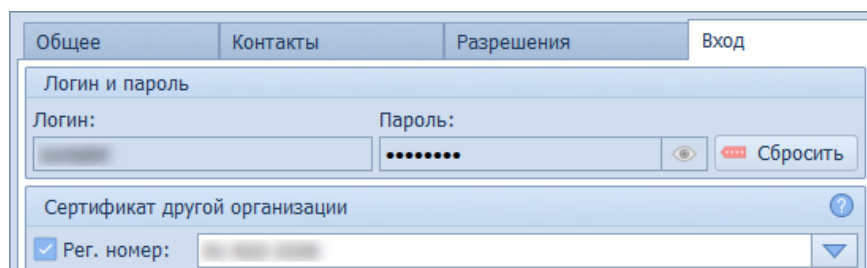 Общее Контакты Разрешения Вход
Логин и пароль
Логин: Пароль:
•••••••• Сбросить
Сертификат другой организации ?
Рег. номер: